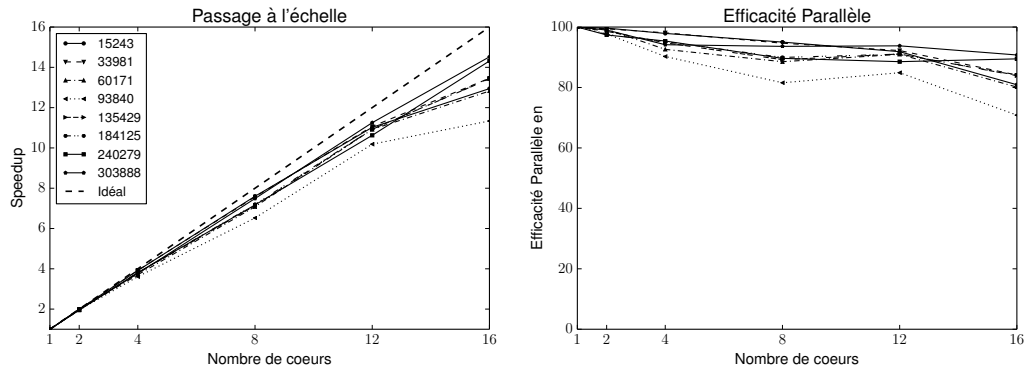 Passage à l'échelle
16
14
12
10
8
6
4
2
Speedup
15243
33981
60171
93840
135429
184125
240279
303888
Idéal
1 2 4 8 12 16
Nombre de coeurs
Efficacité Parallèle
100
80
60
40
20
0
Efficacité Parallèle en
1 2 4 8 12 16
Nombre de coeurs